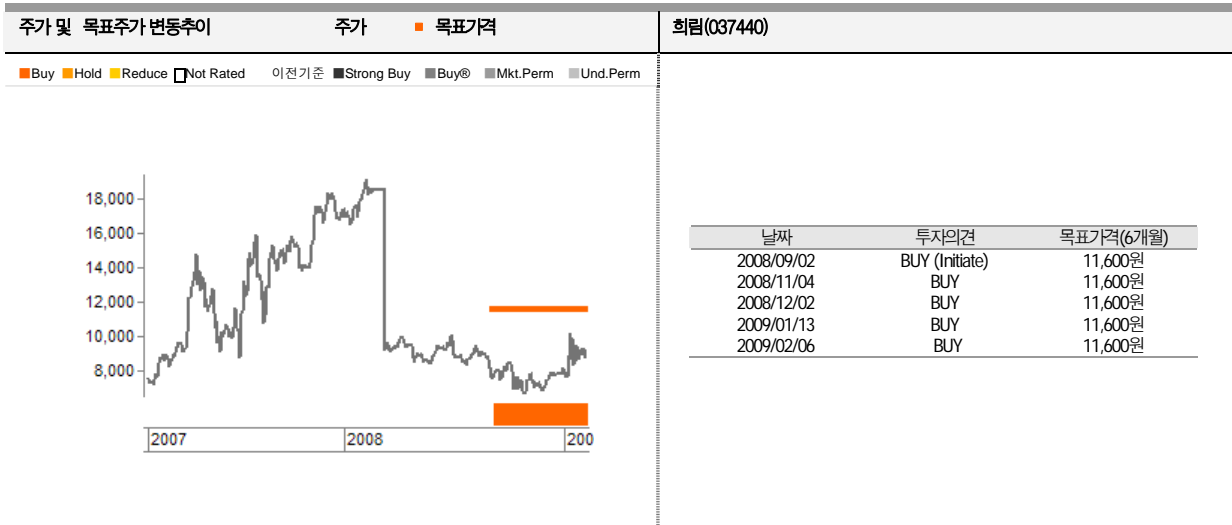 주가 및 목표주가 변동추이 주가 목표가격
희림(037440)
Buy Hold Reduce Not Rated 이전기준 Strong Buy Buy® Mkt.Perm Und.Perm
18,000
16,000
14,000
12,000
10,000
8,000
2007 2008 200
날짜 투자의견 목표가격(6개월)
2008/09/02 BUY (Initiate) 11,600원
2008/11/04 BUY 11,600원
2008/12/02 BUY 11,600원
2009/01/13 BUY 11,600원
2009/02/06 BUY 11,600원